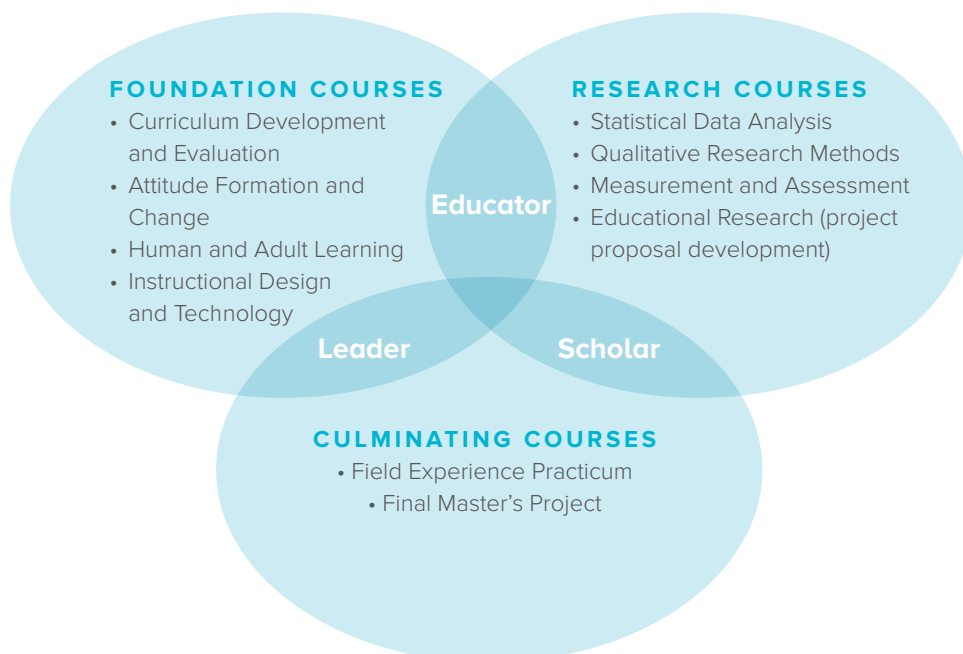 FOUNDATION COURSES
• Curriculum Development
and Evaluation
• Attitude Formation and
Change
• Human and Adult Learning
• Instructional Design
and Technology
RESEARCH COURSES
• Statistical Data Analysis
• Qualitative Research Methods
• Measurement and Assessment
• Educational Research (project
proposal development)
Educator
Leader
Scholar
CULMINATING COURSES
• Field Experience Practicum
• Final Master’s Project